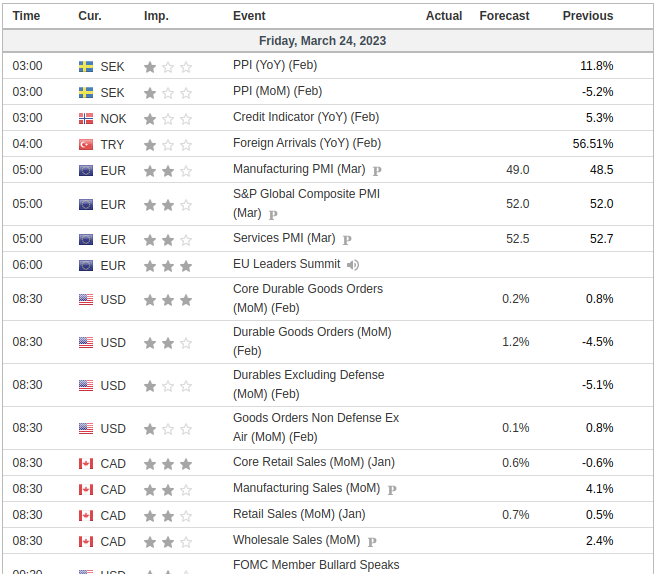 Time Cur. Imp. Event Actual Forecast Previous
Friday, March 24, 2023
03:00 SEK PPI (YoY) (Feb) 11.8%
03:00 SEK PPI (MoM) (Feb) -5.2%
03:00 NOK Credit Indicator (YoY) (Feb) 5.3%
04:00 TRY Foreign Arrivals (YoY) (Feb) 56.51%
05:00 EUR Manufacturing PMI (Mar) P 49.0 48.5
S&P Global Composite PMI
05:00 EUR (Mar) P 52.0 52.0
05:00 EUR Services PMI (Mar) P 52.5 52.7
06:00 EUR EU Leaders Summit
Core Durable Goods Orders
08:30 USD (MoM) (Feb) 0.2% 0.8%
Durable Goods Orders (MoM)
08:30 USD (Feb) 1.2% -4.5%
Durables Excluding Defense
08:30 USD (MoM) (Feb) -5.1%
Goods Orders Non Defense Ex
08:30 USD Air (MoM) (Feb) 0.1% 0.8%
08:30 CAD Core Retail Sales (MoM) (Jan) 0.6% -0.6%
08:30 CAD Manufacturing Sales (MoM) P 4.1%
08:30 CAD Retail Sales (MoM) (Jan) 0.7% 0.5%
08:30 CAD Wholesale Sales (MoM) P 2.4%
FOMC Member Bullard Speaks
USD